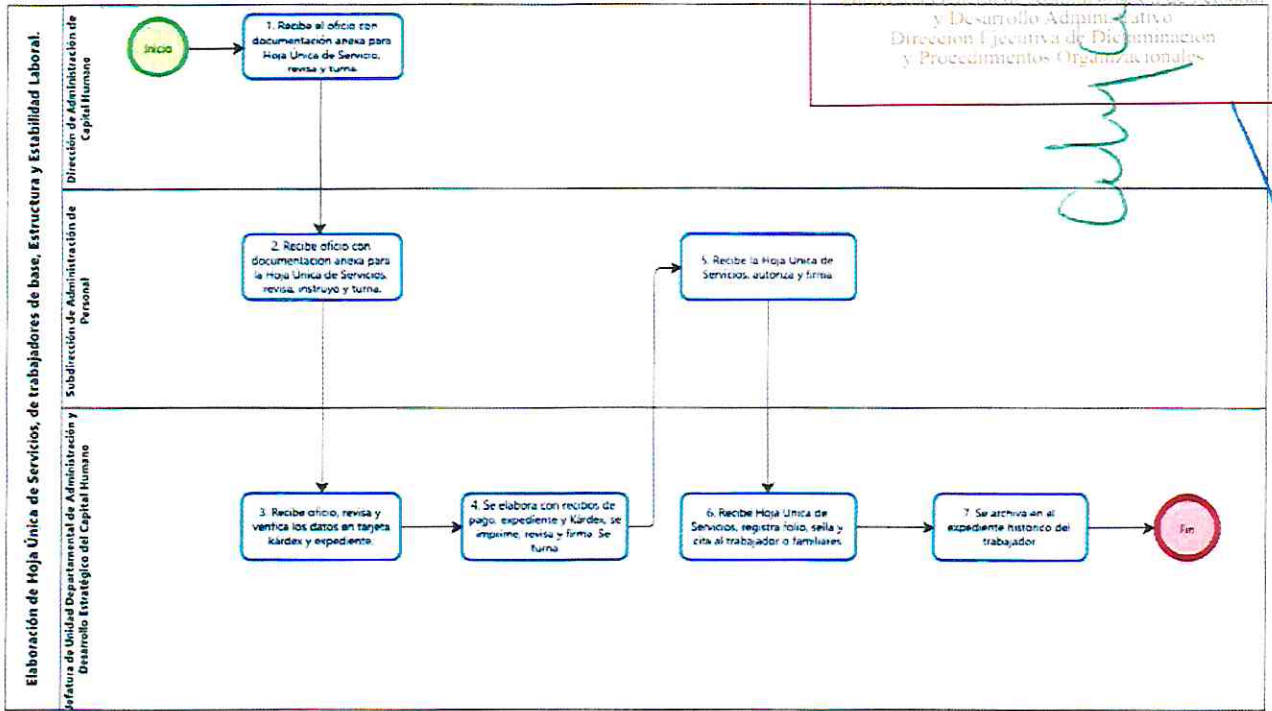 Elaboración de Hoja Única de Servicios, de trabajadores de base, Estructura y Estabilidad Laboral.
Dirección de Administración de
Capital Humano
Inicio
1. Recibe el oficio con
documentación anexa para
Hoja Única de Servicio,
revisa y turna.
y Desarrollo Administrativo
Dirección Ejecutiva de Dictaminación
y Procedimientos Organizacionales
Subdirección de Administración de
Personal
2. Recibe oficio con
documentación anexa para
la Hoja Única de Servicios,
revisa, instruyo y turna.
5. Recibe la Hoja Única de
Servicios, autoriza y firma.
Jefatura de Unidad Departamental de Administración y
Desarrollo Estratégico del Capital Humano
3. Recibe oficio, revisa y
verifica los datos en tarjeta
kárdex y expediente.
4. Se elabora con recibos de
pago, expediente y Kárdex, se
imprime, revisa y firma. Se
turna
6. Recibe Hoja Única de
Servicios, registra folio, sella y
cita al trabajador o familiares
7. Se archiva en el
expediente histórico del
trabajador
Fin